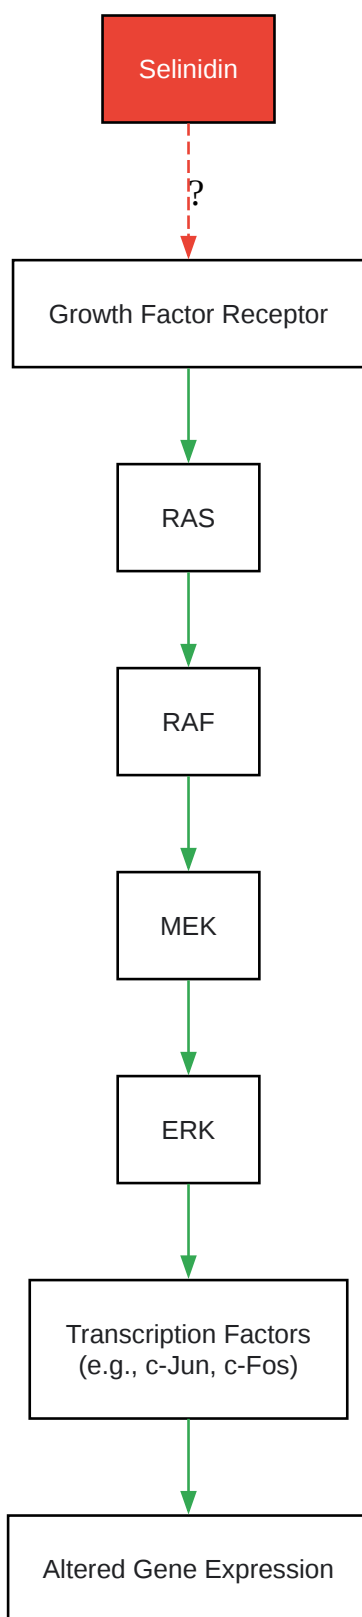 Selinidin
?
Growth Factor Receptor
RAS
RAF
MEK
ERK
Transcription Factors
(e.g., c-Jun, c-Fos)
Altered Gene Expression